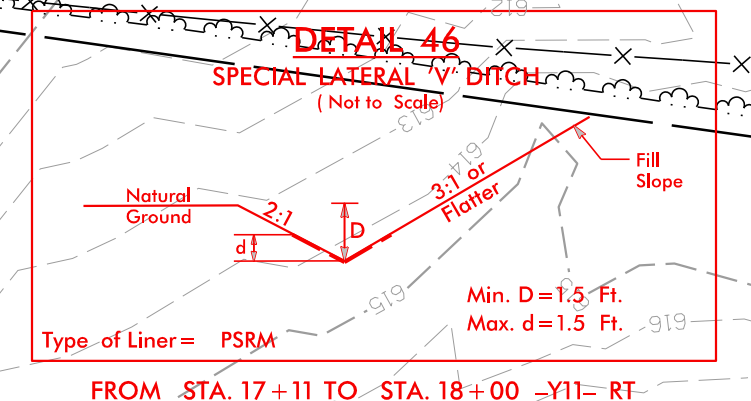 612
DETAIL 46
SPECIAL LATERAL 'V' DITCH
( Not to Scale)
613
614
3:1 or
Flatter
Fill
Slope
Natural
Ground
2:1
D
d
615
Min. D=1.5 Ft.
Max. d=1.5 Ft.
616
Type of Liner= PSRM
FROM STA. 17+11 TO STA. 18+00 -Y11- RT